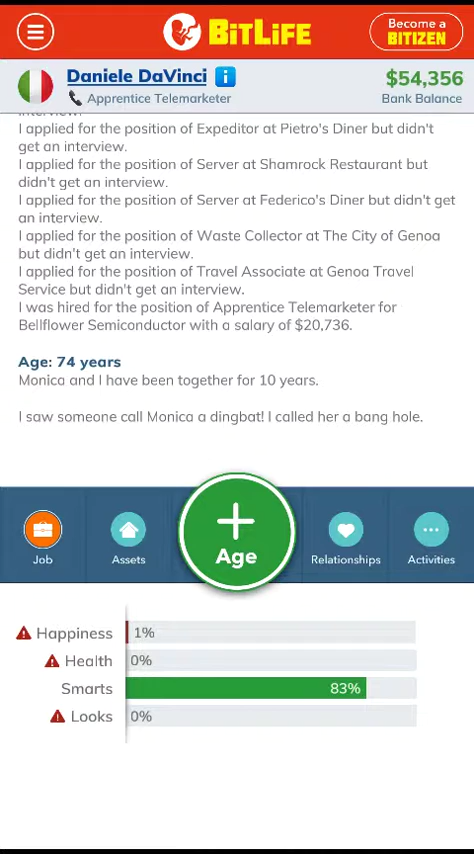 BITLIFE
Become a
BITIZEN
Daniele DaVinci i
$54,356
Apprentice Telemarketer
Bank Balance
interview.
I applied for the position of Expeditor at Pietro's Diner but didn't
get an interview.
I applied for the position of Server at Shamrock Restaurant but
didn't get an interview.
I applied for the position of Server at Federico's Diner but didn't get
an interview.
I applied for the position of Waste Collector at The City of Genoa
but didn't get an interview.
I applied for the position of Travel Associate at Genoa Travel
Service but didn't get an interview.
I was hired for the position of Apprentice Telemarketer for
Bellflower Semiconductor with a salary of $20,736.
Age: 74 years
Monica and I have been together for 10 years.
I saw someone call Monica a dingbat! I called her a bang hole.
Job
Assets
Age
Relationships
Activities
Happiness 1%
Health 0%
Smarts 83%
Looks 0%